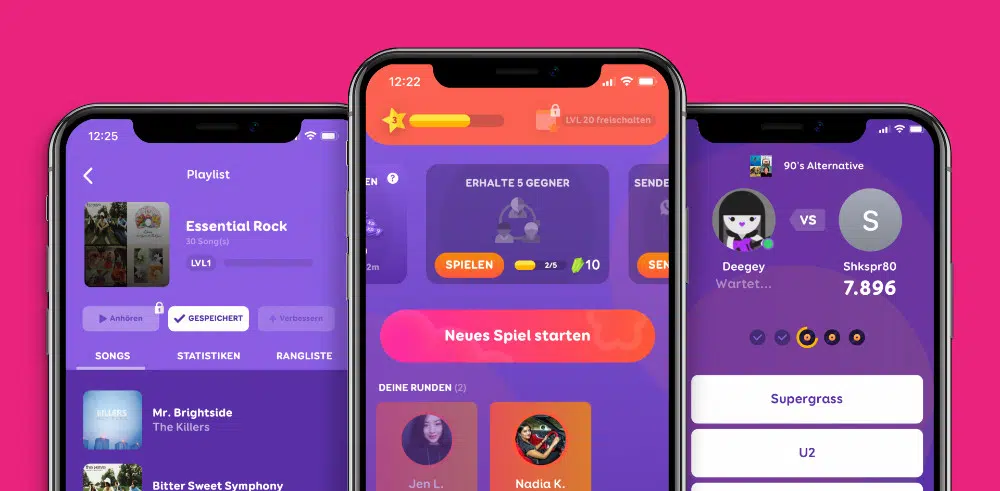 12:25
Playlist
Essential Rock
30 Song(s)
LVL1
Anhören
GESPEICHERT
+ Verbessern
SONGS STATISTIKEN RANGLISTE
KILLERS
Mr. Brightside
The Killers
Bitter Sweet Symphony
12:22
3
LVL 20 freischalten
EN ?
2m
ERHALTE 5 GEGNER
SPIELEN 2/5 10
SENDE
SEN
Neues Spiel starten
DEINE RUNDEN (2)
Jen L.
Nadia K.
90's Alternative
VS
S
Deegey
Wartet...
Shkspr80
7.896
Supergrass
U2